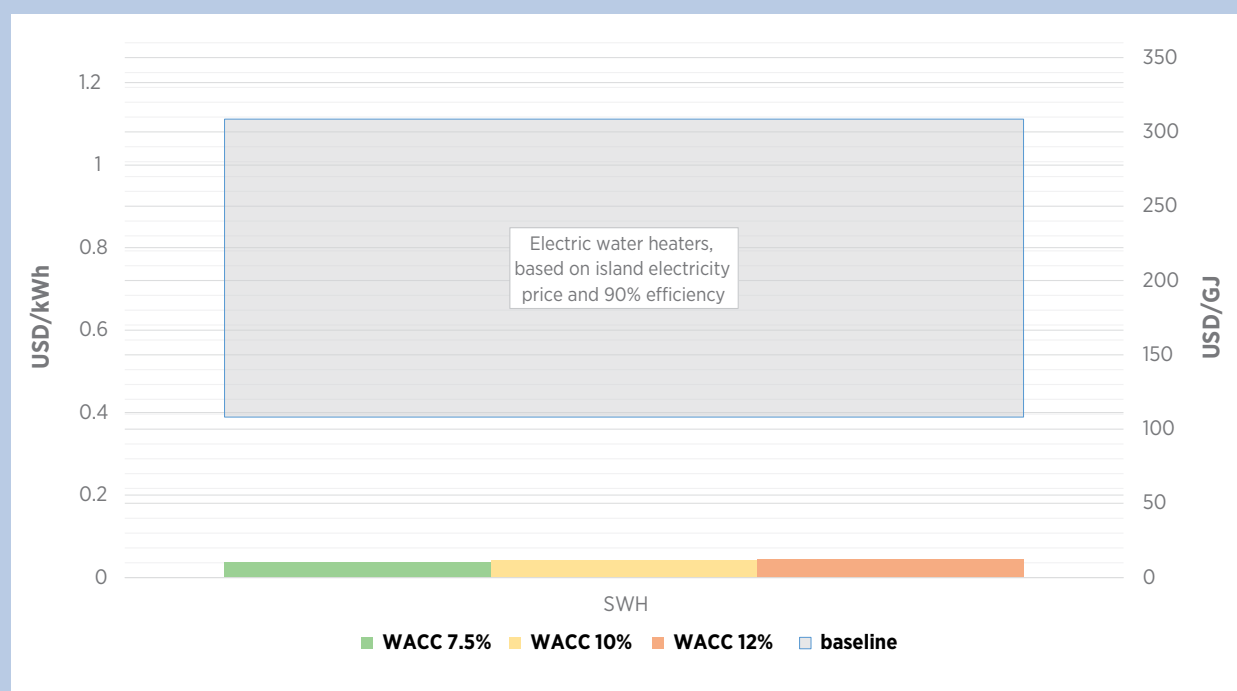 1.2
1
0.8
0.6
0.4
0.2
0
USD/kWh
350
300
250
200
150
100
50
0
USD/GJ
Electric water heaters,
based on island electricity
price and 90% efficiency
SWH
WACC 7.5% WACC 10% WACC 12% baseline